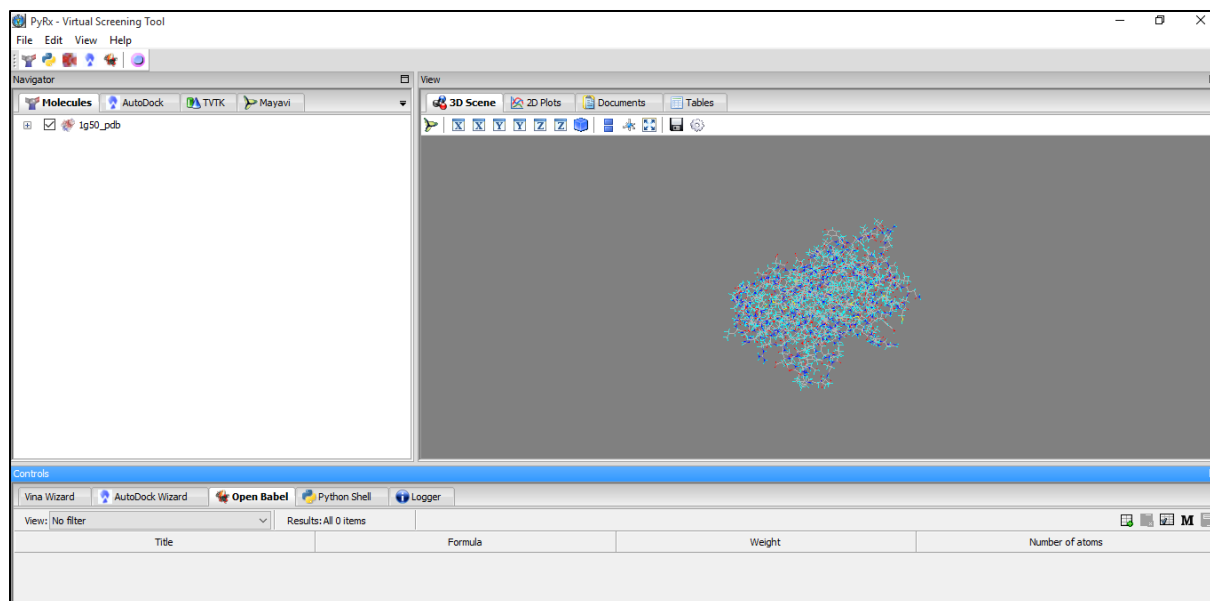 PyRx - Virtual Screening Tool
File Edit View Help
Navigator
View
Molecules AutoDock TVTK Mayavi
3D Scene 2D Plots Documents Tables
1g50_pdb
X X Y Y Z Z
Controls
Vina Wizard AutoDock Wizard Open Babel Python Shell Logger
View: No filter Results: All 0 items M
Title Formula Weight Number of atoms